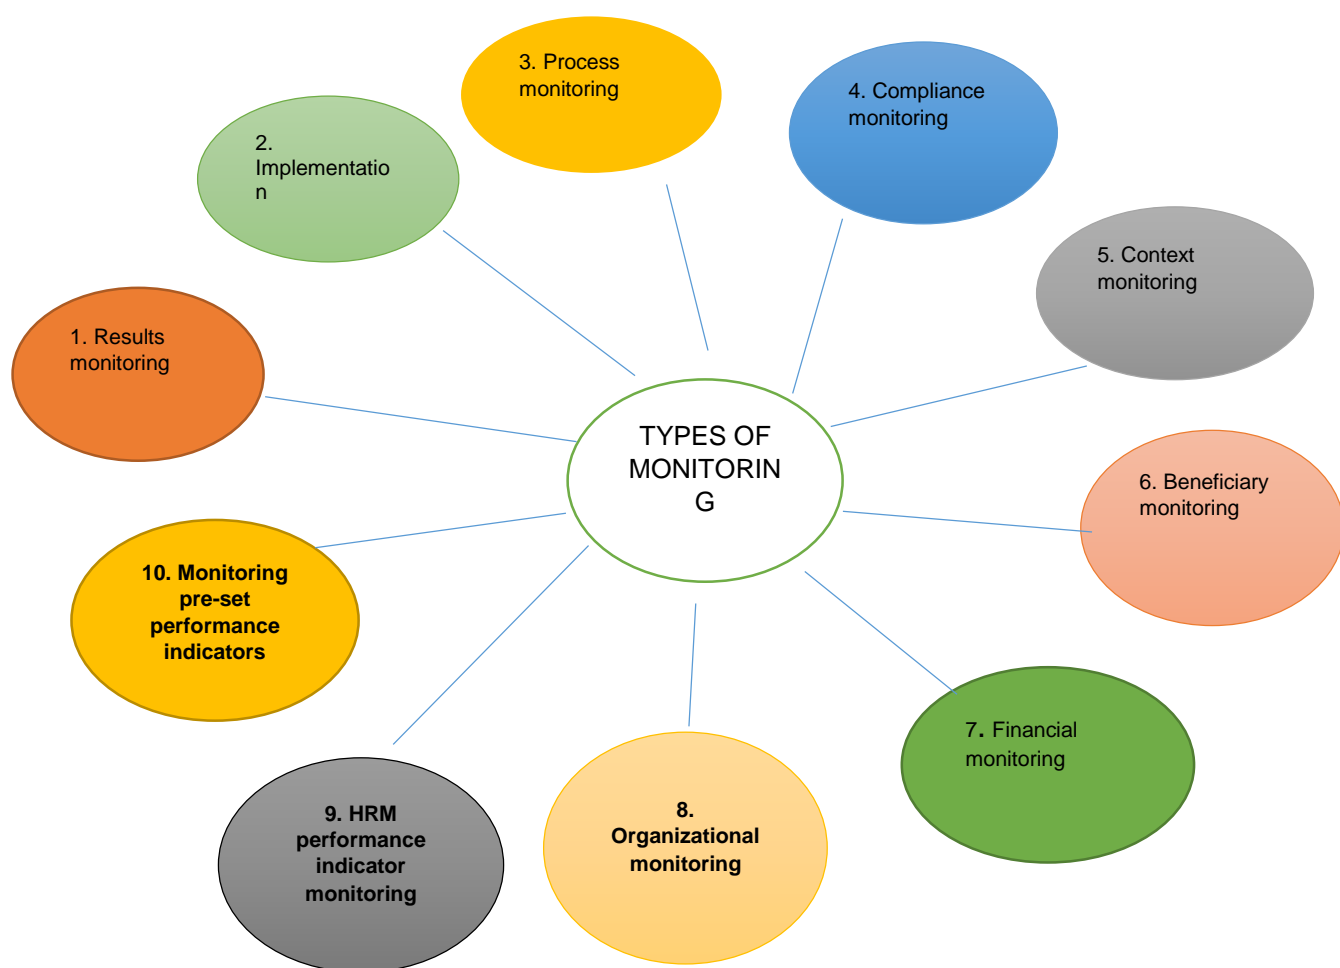 3. Process
monitoring
4. Compliance
monitoring
2.
Implementatio
n
5. Context
monitoring
1. Results
monitoring
TYPES OF
MONITORIN
G
6. Beneficiary
monitoring
10. Monitoring
pre-set
performance
indicators
7. Financial
monitoring
9. HRM
performance
indicator
monitoring
8.
Organizational
monitoring